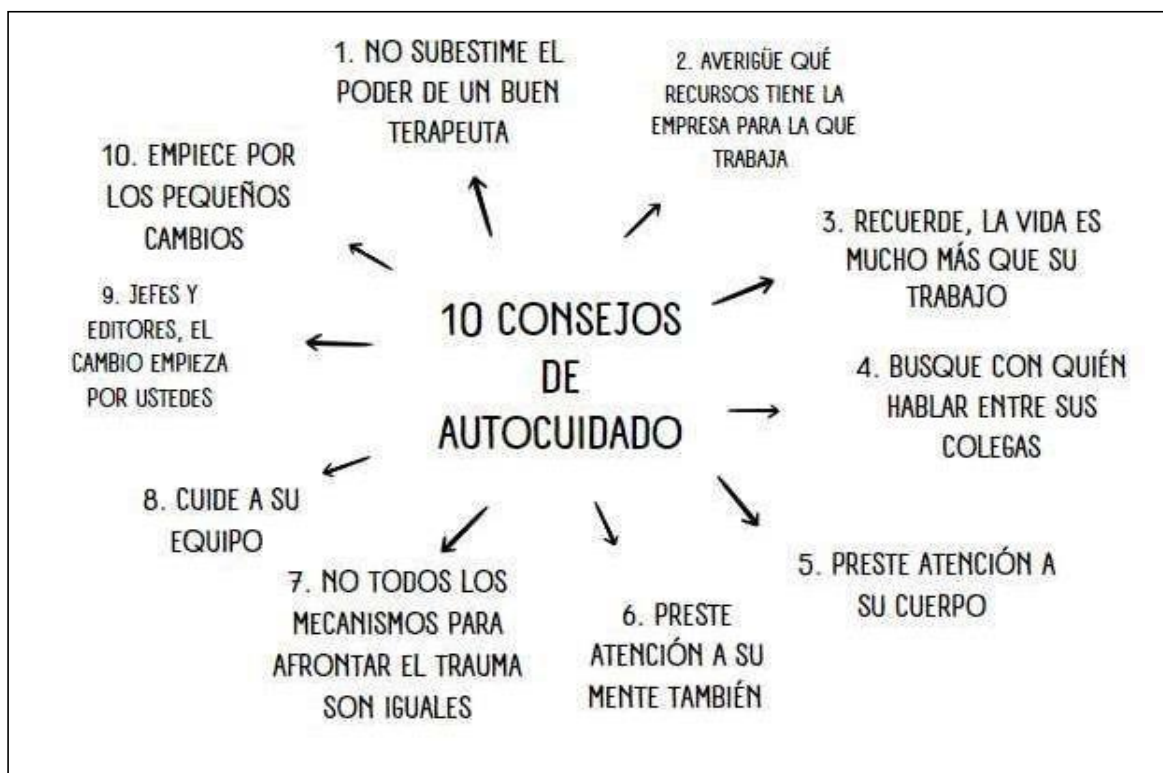 10 CONSEJOS
DE
AUTOCUIDADO
1. NO SUBESTIME EL
PODER DE UN BUEN
TERAPEUTA
2. AVERIGÜE QUÉ
RECURSOS TIENE LA
EMPRESA PARA LA QUE
TRABAJA
3. RECUERDE, LA VIDA ES
MUCHO MÁS QUE SU
TRABAJO
4. BUSQUE CON QUIÉN
HABLAR ENTRE SUS
COLEGAS
5. PRESTE ATENCIÓN A
SU CUERPO
6. PRESTE
ATENCIÓN A SU
MENTE TAMBIÉN
7. NO TODOS LOS
MECANISMOS PARA
AFRONTAR EL TRAUMA
SON IGUALES
8. CUIDE A SU
EQUIPO
9. JEFES Y
EDITORES, EL
CAMBIO EMPIEZA
POR USTEDES
10. EMPIECE POR
LOS PEQUEÑOS
CAMBIOS